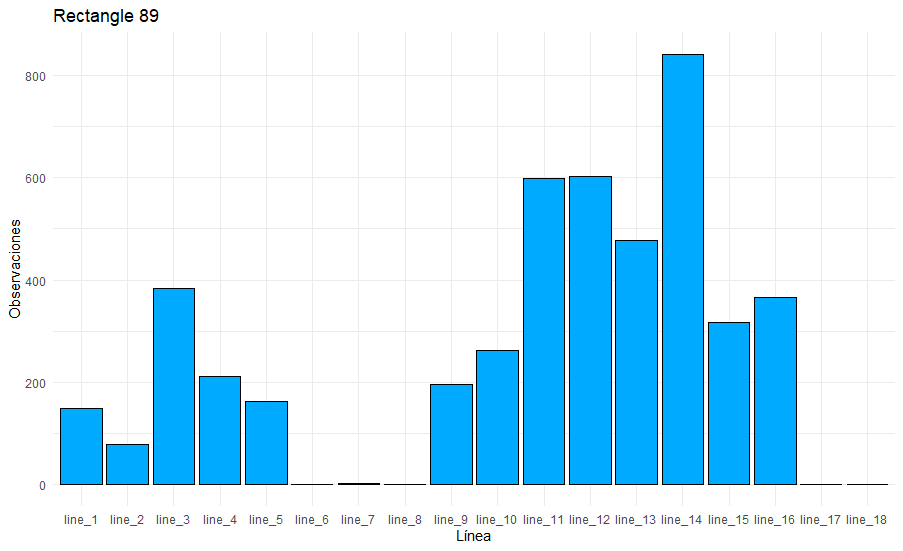 Rectangle 89
Observaciones
800
600
400
200
0
line_1 line_2 line_3 line_4 line_5 line_6 line_7 line_8 line_9 line_10 line_11 line_12 line_13 line_14 line_15 line_16 line_17 line_18
Línea